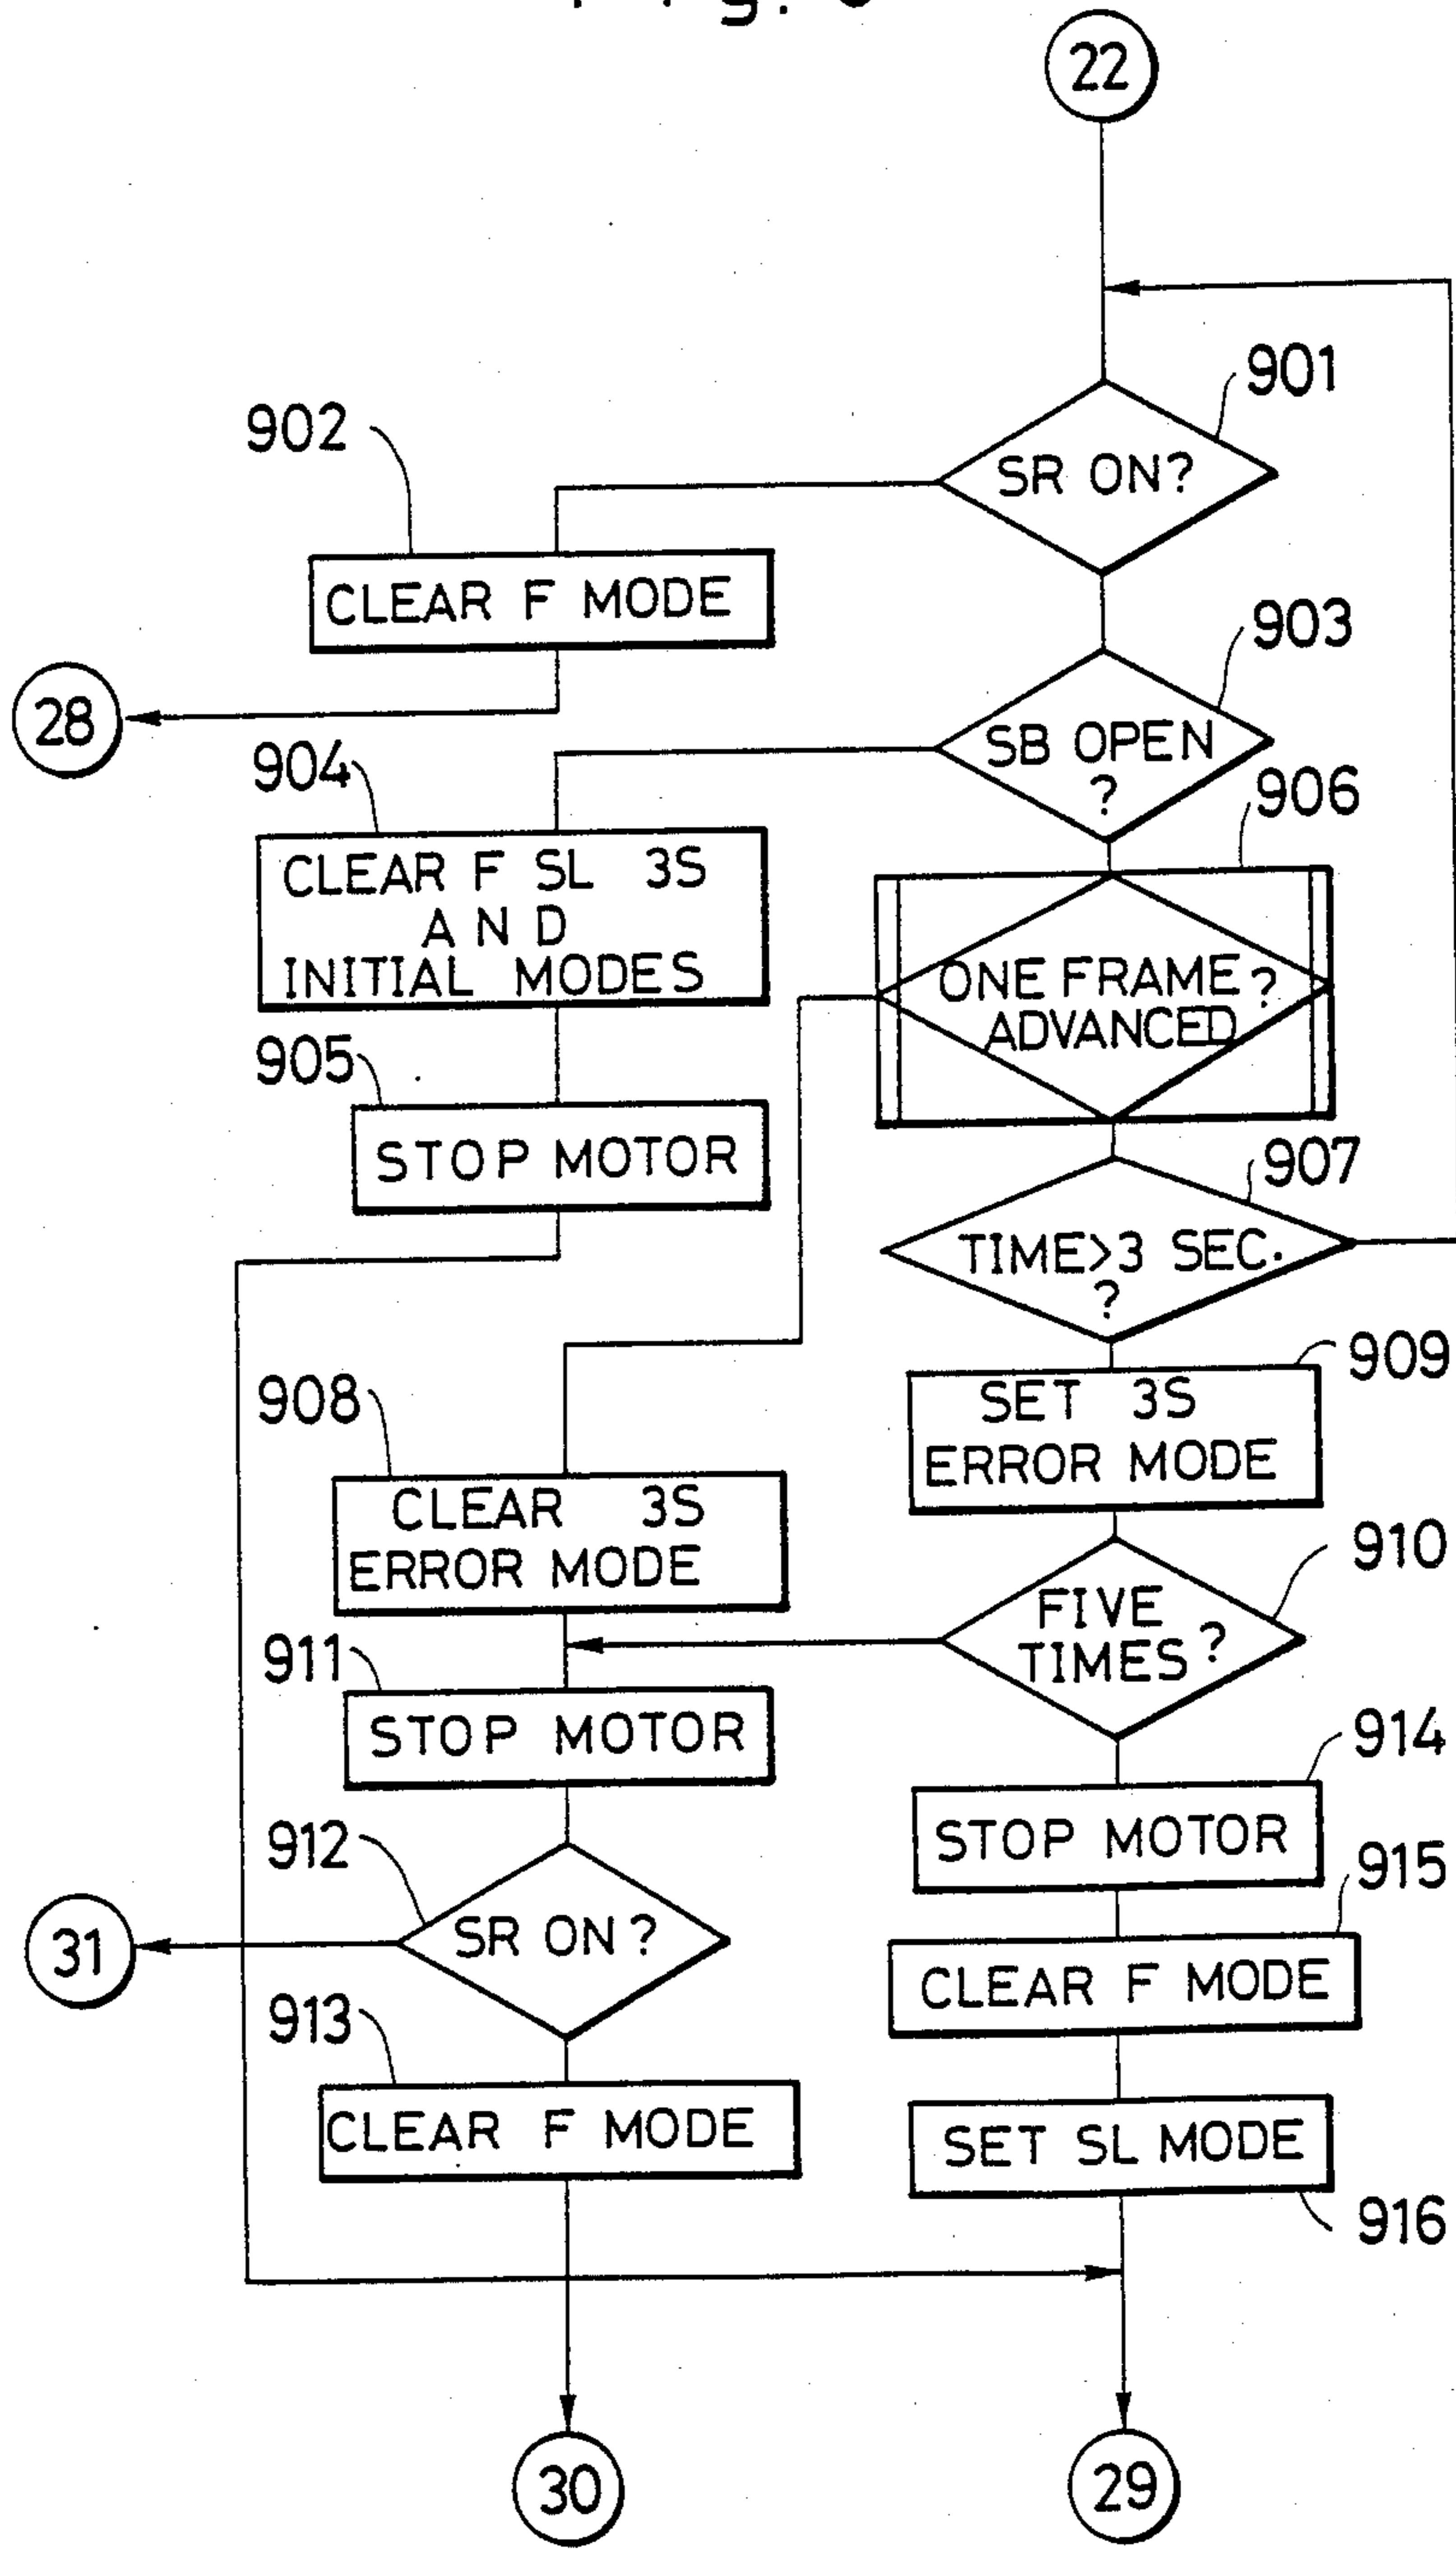 22
901
SR ON?
902
CLEAR F MODE
28
903
SB OPEN
?
904
CLEAR F SL 3S
AND
INITIAL MODES
906
ONE FRAME ?
ADVANCED
905
STOP MOTOR
907
TIME>3 SEC.
?
908
CLEAR 3S
ERROR MODE
909
SET 3S
ERROR MODE
910
FIVE
TIMES ?
911
STOP MOTOR
914
STOP MOTOR
912
SR ON?
31
915
CLEAR F MODE
913
CLEAR F MODE
SET SL MODE
916
30
29